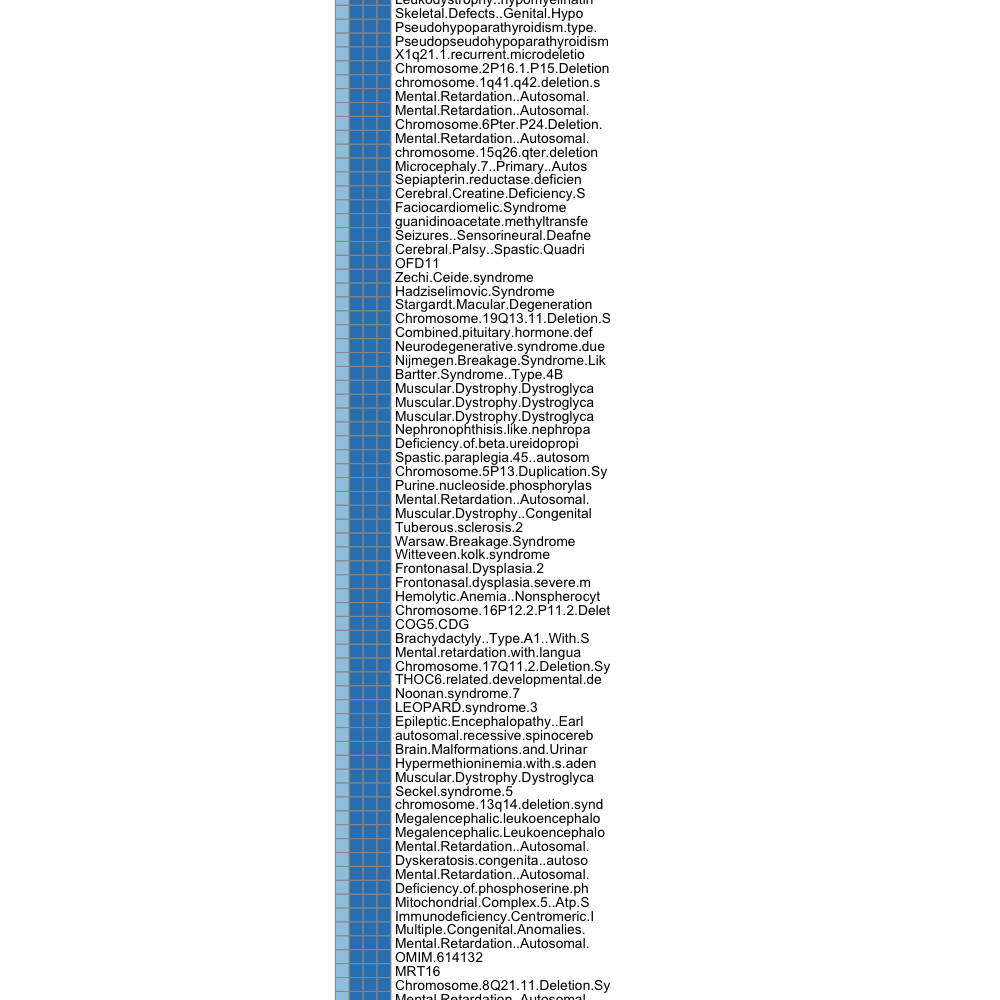 Leukodystrophy..hypomyelinatin
Skeletal.Defects..Genital.Hypo
Pseudohypoparathyroidism.type.
Pseudopseudohypoparathyroidism
X1q21.1.recurrent.microdeletio
Chromosome.2P16.1.P15.Deletion
chromosome.1q41.q42.deletion.s
Mental.Retardation..Autosomal.
Mental.Retardation..Autosomal.
Chromosome.6Pter.P24.Deletion.
Mental.Retardation..Autosomal.
chromosome.15q26.qter.deletion
Microcephaly.7..Primary..Autos
Sepiapterin.reductase.deficien
Cerebral.Creatine.Deficiency.S
Faciocardiomelic.Syndrome
guanidinoacetate.methyltransfe
Seizures..Sensorineural.Deafne
Cerebral.Palsy..Spastic.Quadri
OFD11
Zechi.Ceide.syndrome
Hadziselimovic.Syndrome
Stargardt.Macular.Degeneration
Chromosome.19Q13.11.Deletion.S
Combined.pituitary.hormone.def
Neurodegenerative.syndrome.due
Nijmegen.Breakage.Syndrome.Lik
Bartter.Syndrome..Type.4B
Muscular.Dystrophy.Dystroglyca
Muscular.Dystrophy.Dystroglyca
Muscular.Dystrophy.Dystroglyca
Nephronophthisis.like.nephropa
Deficiency.of.beta.ureidopropi
Spastic.paraplegia.45..autosom
Chromosome.5P13.Duplication.Sy
Purine.nucleoside.phosphorylas
Mental.Retardation..Autosomal.
Muscular.Dystrophy..Congenital
Tuberous.sclerosis.2
Warsaw.Breakage.Syndrome
Witteveen.kolk.syndrome
Frontonasal.Dysplasia.2
Frontonasal.dysplasia.severe.m
Hemolytic.Anemia..Nonspherocyt
Chromosome.16P12.2.P11.2.Delet
COG5.CDG
Brachydactyly..Type.A1..With.S
Mental.retardation.with.langua
Chromosome.17Q11.2.Deletion.Sy
THOC6.related.developmental.de
Noonan.syndrome.7
LEOPARD.syndrome.3
Epileptic.Encephalopathy..Earl
autosomal.recessive.spinocereb
Brain.Malformations.and.Urinar
Hypermethioninemia.with.s.aden
Muscular.Dystrophy.Dystroglyca
Seckel.syndrome.5
chromosome.13q14.deletion.synd
Megalencephalic.leukoencephalo
Megalencephalic.Leukoencephalo
Mental.Retardation..Autosomal.
Dyskeratosis.congenita..autoso
Mental.Retardation..Autosomal.
Deficiency.of.phosphoserine.ph
Mitochondrial.Complex.5..Atp.S
Immunodeficiency.Centromeric.I
Multiple.Congenital.Anomalies.
Mental.Retardation..Autosomal.
OMIM.614132
MRT16
Chromosome.8Q21.11.Deletion.Sy
Mental.Retardation..Autosomal.